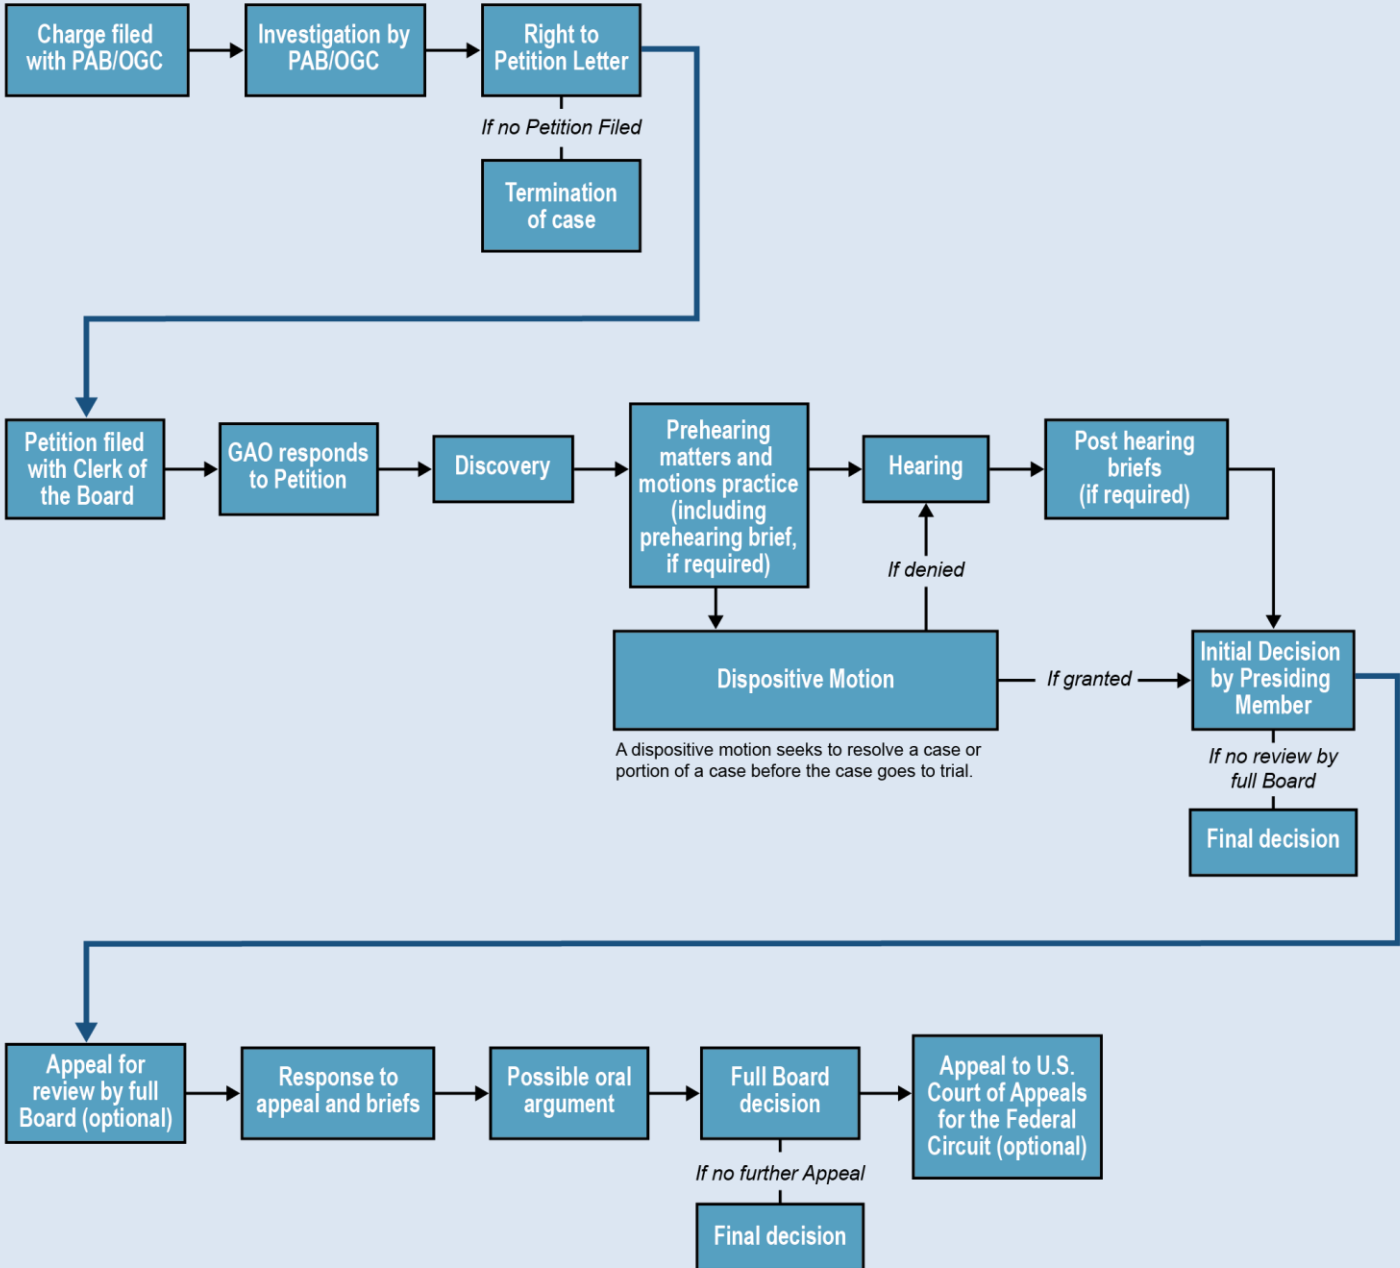 Charge filed
with PAB/OGC
Investigation by
PAB/OGC
Right to
Petition Letter
If no Petition Filed
Termination
of case
Petition filed
with Clerk of
the Board
GAO responds
to Petition
Discovery
Prehearing
matters and
motions practice
(including
prehearing brief,
if required)
Hearing
Post hearing
briefs
(if required)
If denied
Dispositive Motion
If granted
Initial Decision
by Presiding
Member
A dispositive motion seeks to resolve a case or
portion of a case before the case goes to trial.
If no review by
full Board
Final decision
Appeal for
review by full
Board (optional)
Response to
appeal and briefs
Possible oral
argument
Full Board
decision
Appeal to U.S.
Court of Appeals
for the Federal
Circuit (optional)
If no further Appeal
Final decision